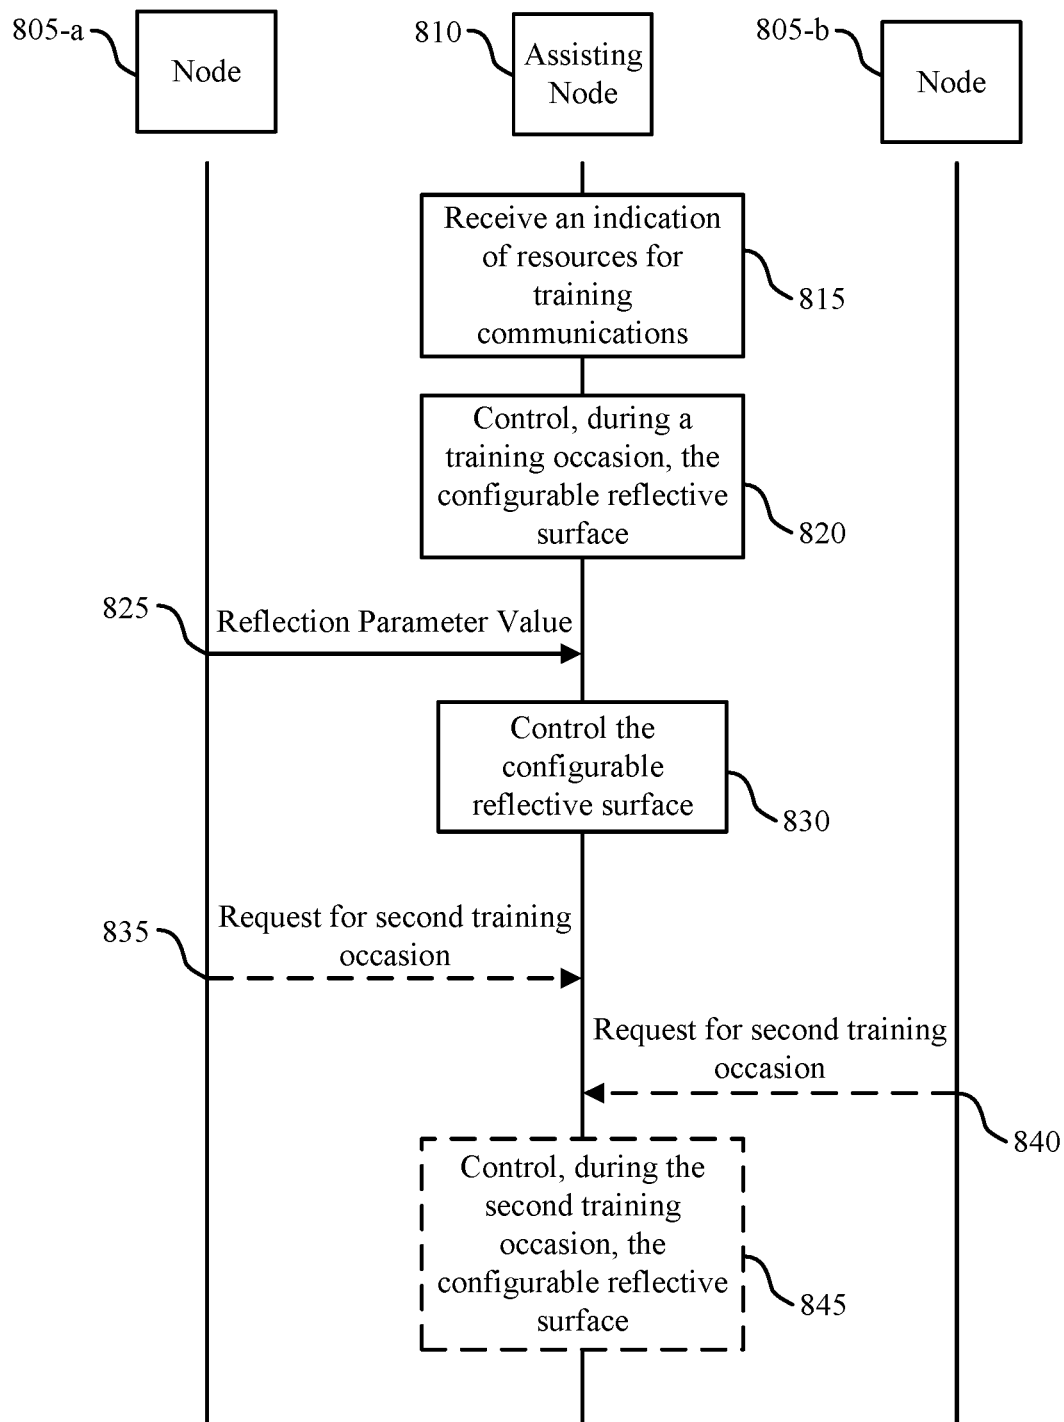 805-a
Node
810
Assisting
Node
805-b
Node
Receive an indication
of resources for
training
communications
815
Control, during a
training occasion, the
configurable reflective
surface
820
825
Reflection Parameter Value
Control the
configurable
reflective surface
830
835
Request for second training
occasion
Request for second training
occasion
840
Control, during the
second training
occasion, the
configurable reflective
surface
845